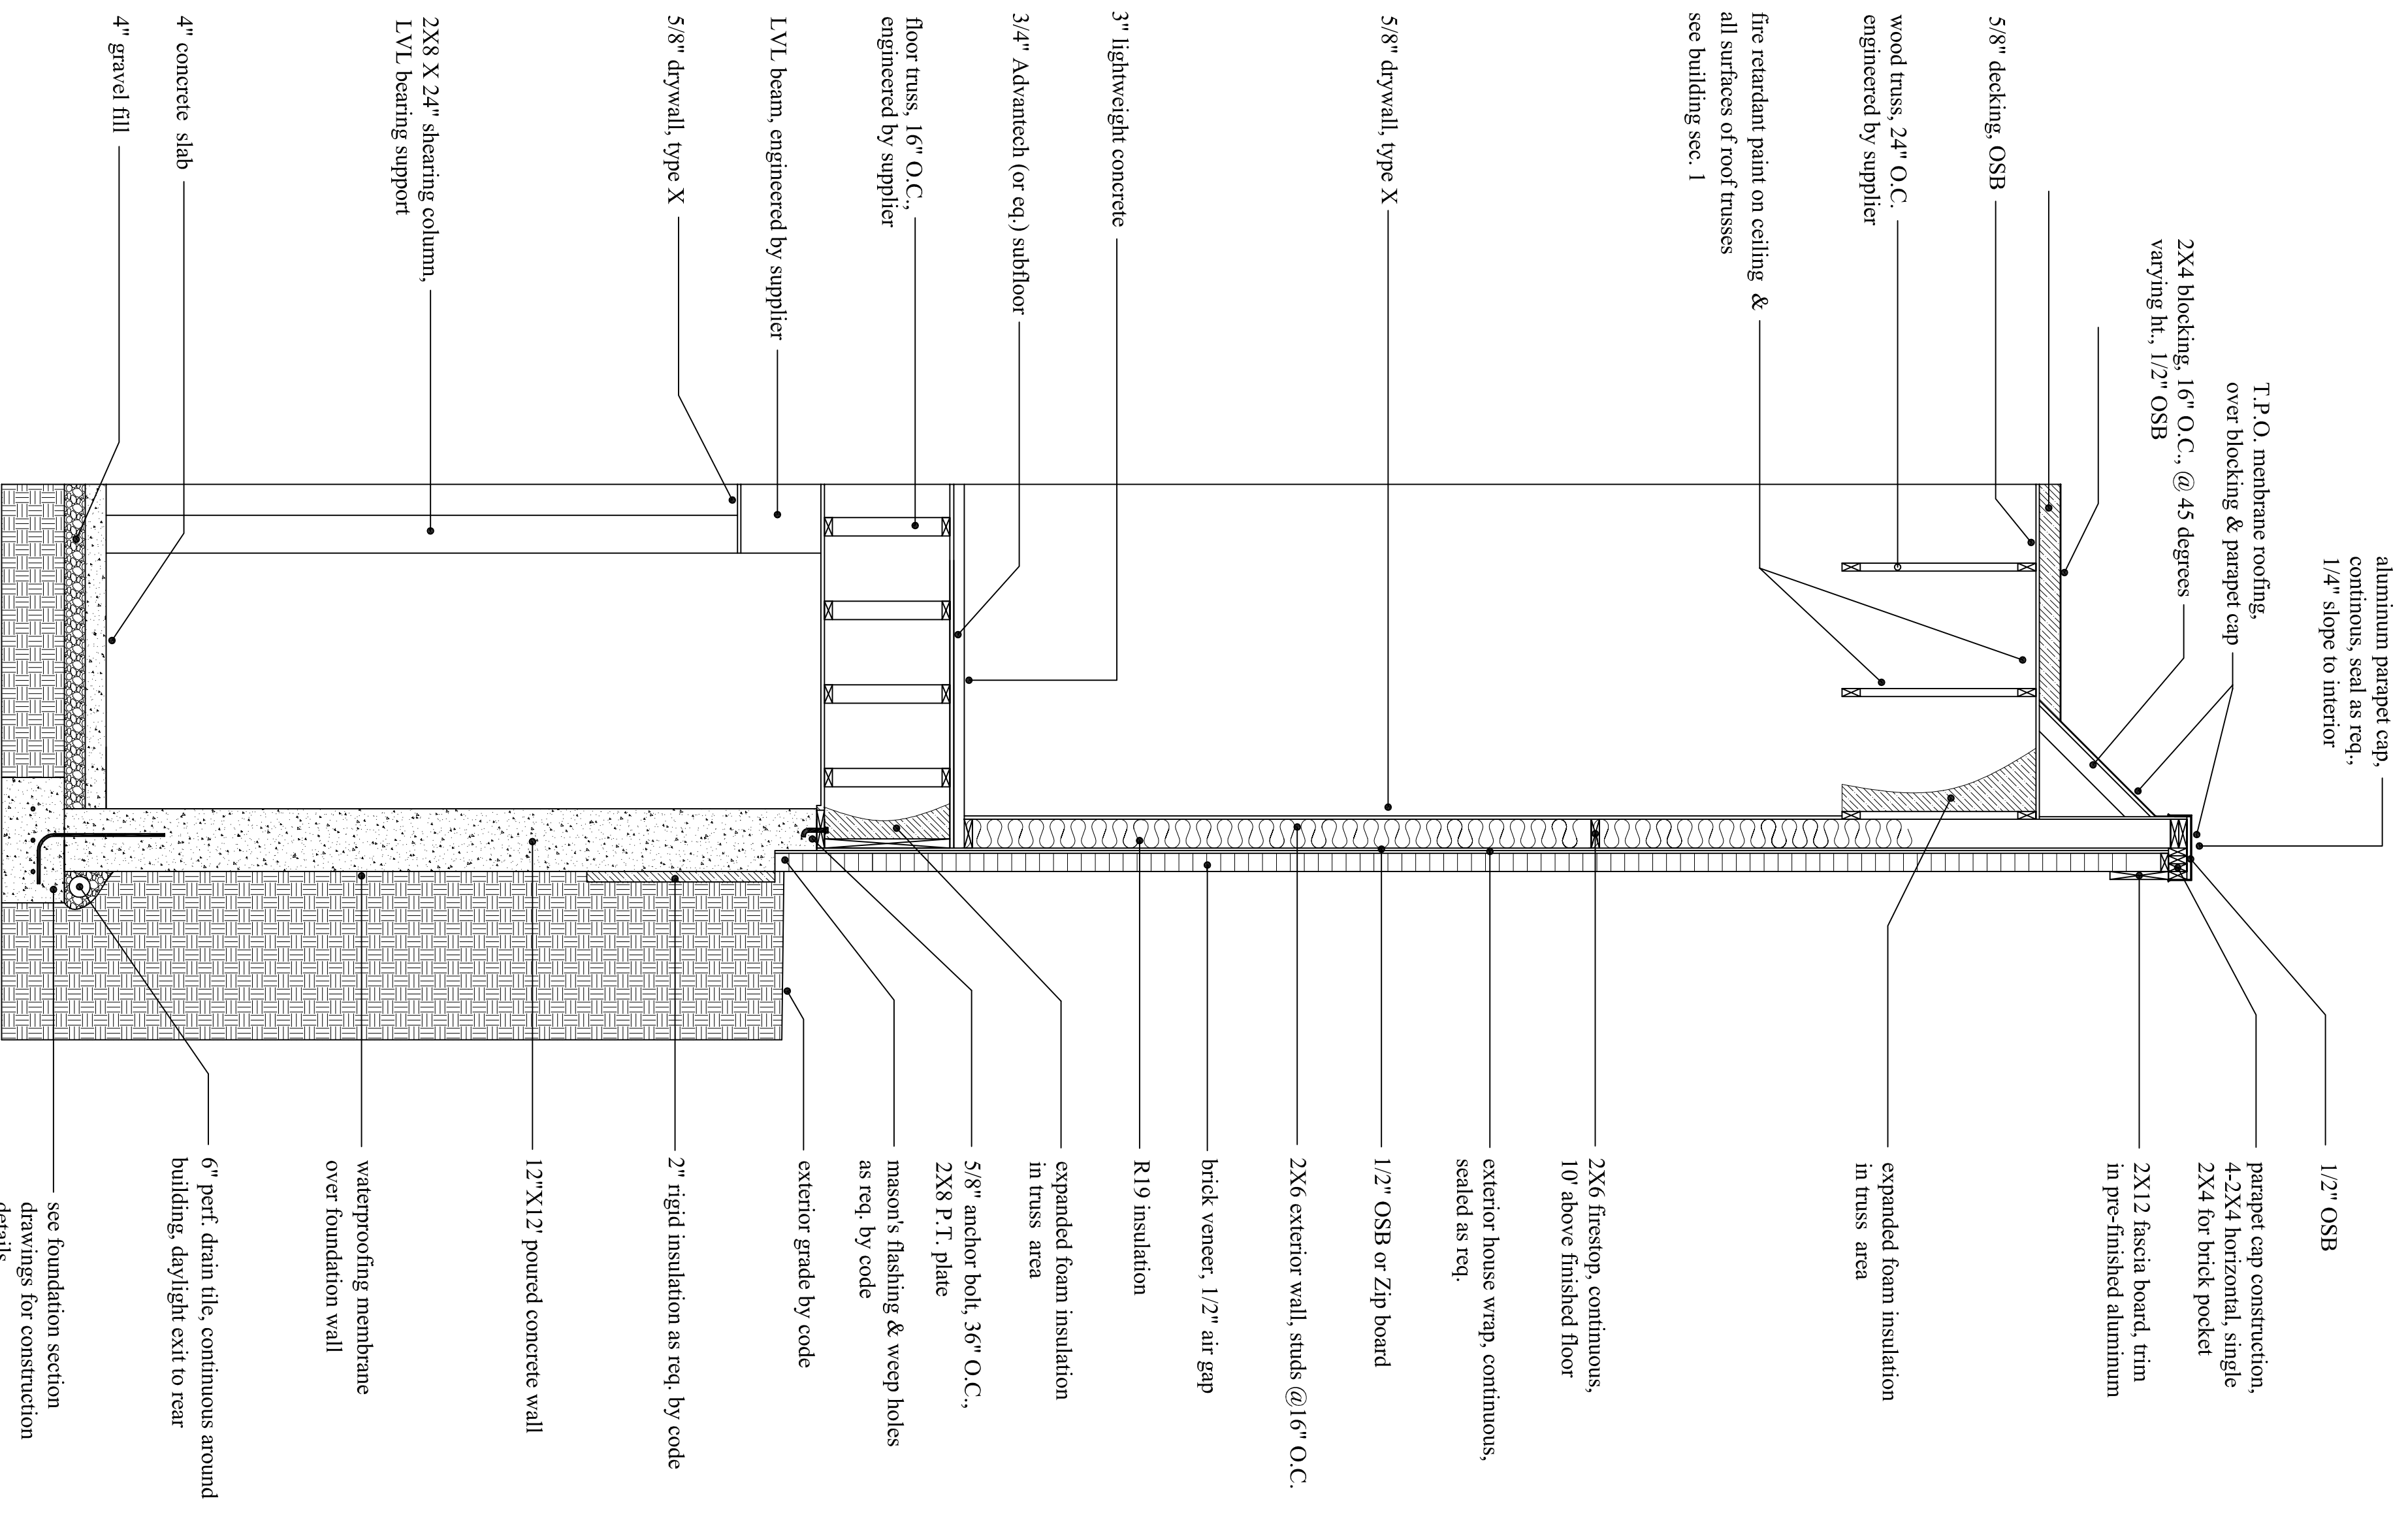 aluminum parapet cap,
continous, seal as req.,
1/4" slope to interior
T.P.O. menbrane roofing,
over blocking & parapet cap
2X4 blocking, 16" O.C., @ 45 degrees
varying ht., 1/2" OSB
5/8" decking, OSB
wood truss, 24" O.C.
engineered by supplier
fire retardant paint on ceiling &
all surfaces of roof trusses
see building sec. 1
5/8" drywall, type X
3" lightweight concrete
3/4" Advantech (or eq.) subfloor
floor truss, 16" O.C.,
engineered by supplier
LVL beam, engineered by supplier
5/8" drywall, type X
2X8 X 24" shearing column,
LVL bearing support
4" concrete slab
4" gravel fill
1/2" OSB
parapet cap construction,
4-2X4 horizontal, single
2X4 for brick pocket
2X12 fascia board, trim
in pre-finished aluminum
expanded foam insulation
in truss area
2X6 firestop, continuous,
10' above finished floor
exterior house wrap, continuous,
sealed as req.
1/2" OSB or Zip board
2X6 exterior wall, studs @16" O.C.
brick veneer, 1/2" air gap
R19 insulation
expanded foam insulation
in truss area
5/8" anchor bolt, 36" O.C.,
2X8 P.T. plate
mason's flashing & weep holes
as req. by code
exterior grade by code
2" rigid insulation as req. by code
12"X12' poured concrete wall
waterproofing membrane
over foundation wall
6" perf. drain tile, continuous around
building, daylight exit to rear
see foundation section
drawings for construction
details